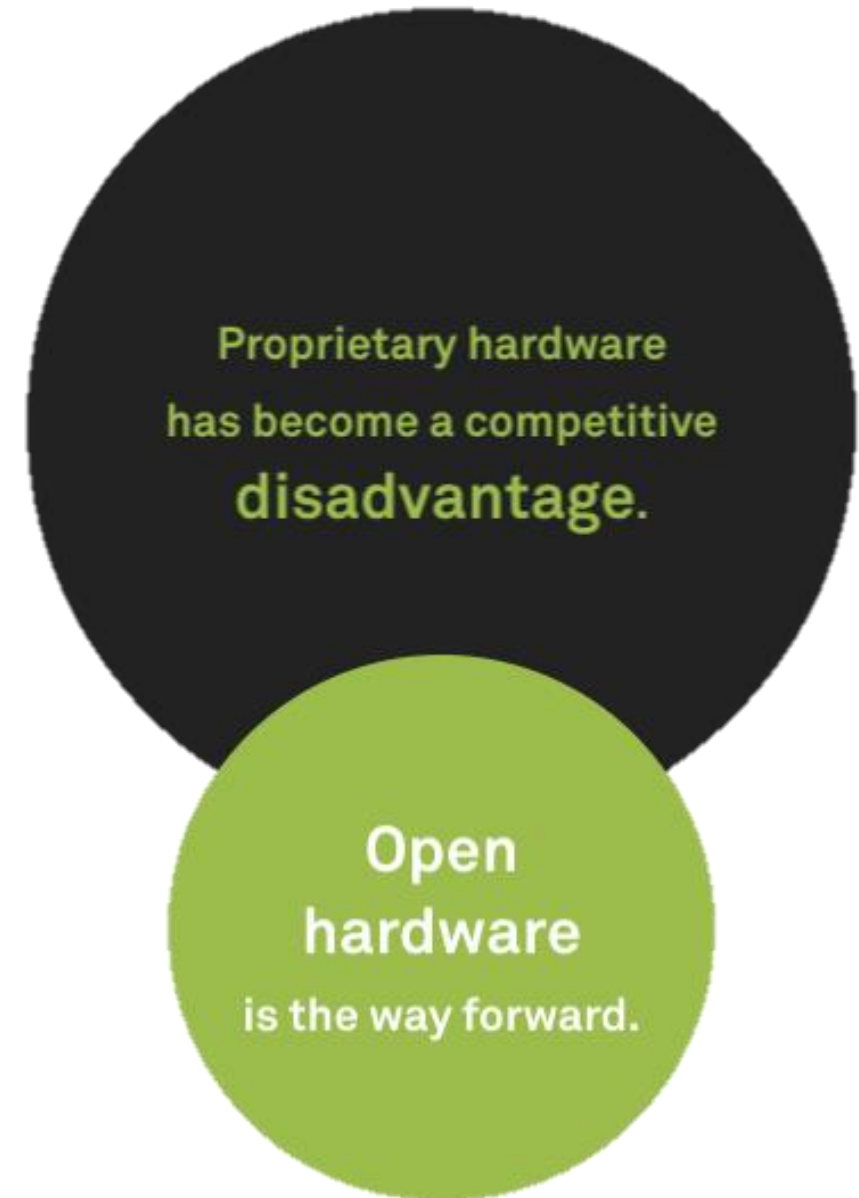 Proprietary hardware
has become a competitive
disadvantage.
Open
hardware
is the way forward.